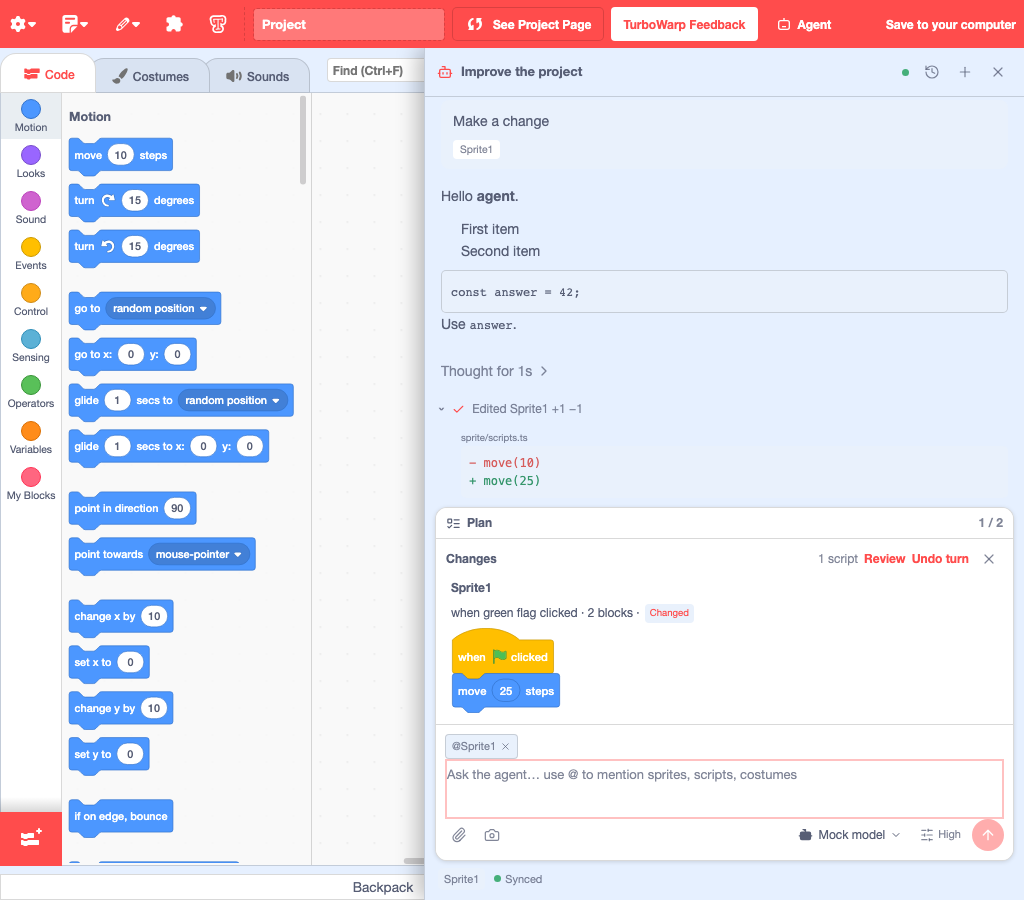 Project
See Project Page
TurboWarp Feedback
Agent
Save to your computer
Code
Costumes
Sounds
Find (Ctrl+F)
Motion
Looks
Sound
Events
Control
Sensing
Operators
Variables
My Blocks
Motion
move 10 steps
turn 15 degrees
turn 15 degrees
go to random position
go to x: 0 y: 0
glide 1 secs to random position
glide 1 secs to x: 0 y: 0
point in direction 90
point towards mouse-pointer
change x by 10
set x to 0
change y by 10
set y to 0
if on edge, bounce
Backpack
Improve the project
Make a change
Sprite1
Hello agent.
First item
Second item
const answer = 42;
Use answer.
Thought for 1s
Edited Sprite1 +1 −1
sprite/scripts.ts
− move(10)
+ move(25)
Plan 1 / 2
Changes 1 script Review Undo turn
Sprite1
when green flag clicked · 2 blocks · Changed
when clicked
move 25 steps
@Sprite1
Ask the agent… use @ to mention sprites, scripts, costumes
Mock model High
Sprite1 Synced